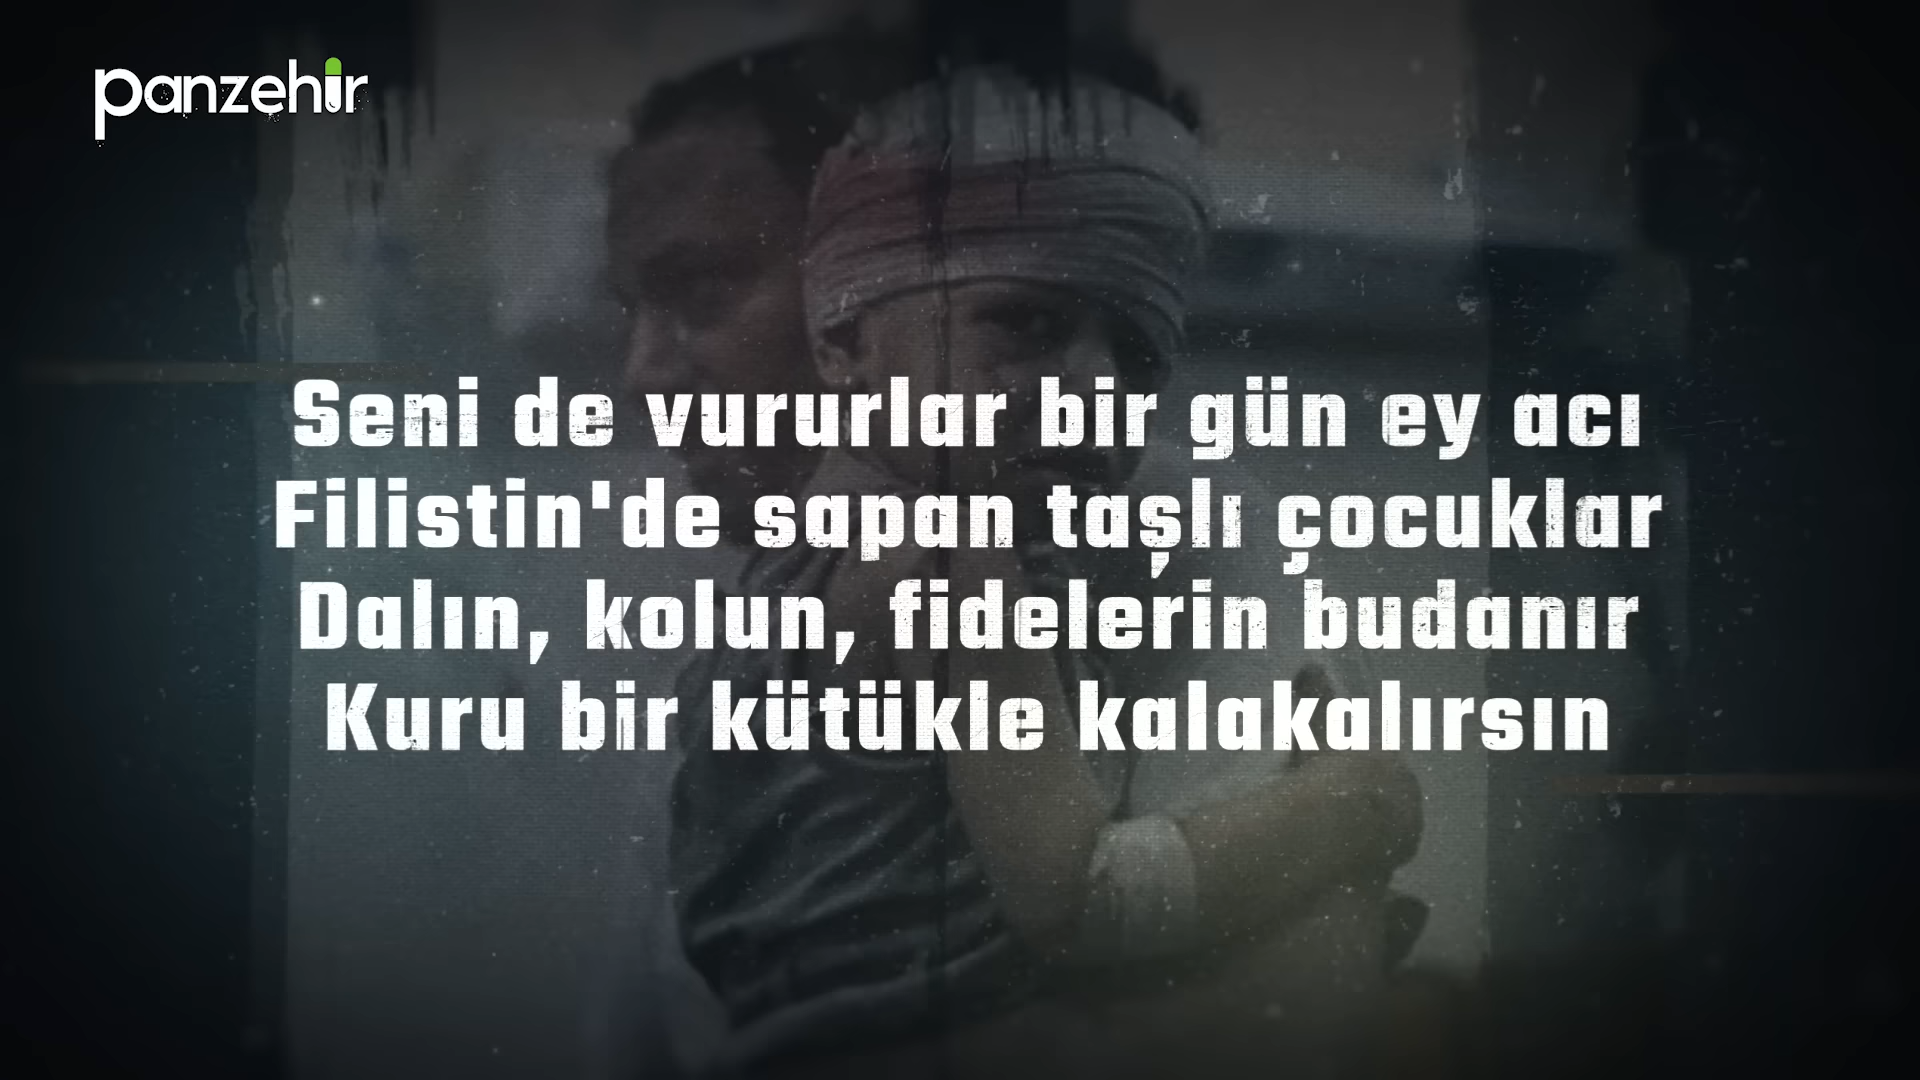 panzehir
Seni de vururlar bir gün ey acı
Filistin'de sapan taşlı çocuklar
Dalın, kolun, fidelerin budanır
Kuru bir kütükle kalakalırsın